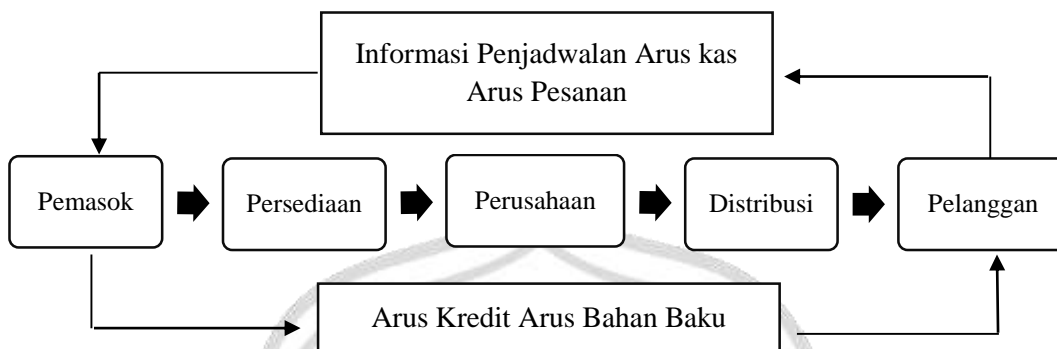 Informasi Penjadwalan Arus kas
Arus Pesanan
Pemasok
Persediaan
Perusahaan
Distribusi
Pelanggan
Arus Kredit Arus Bahan Baku